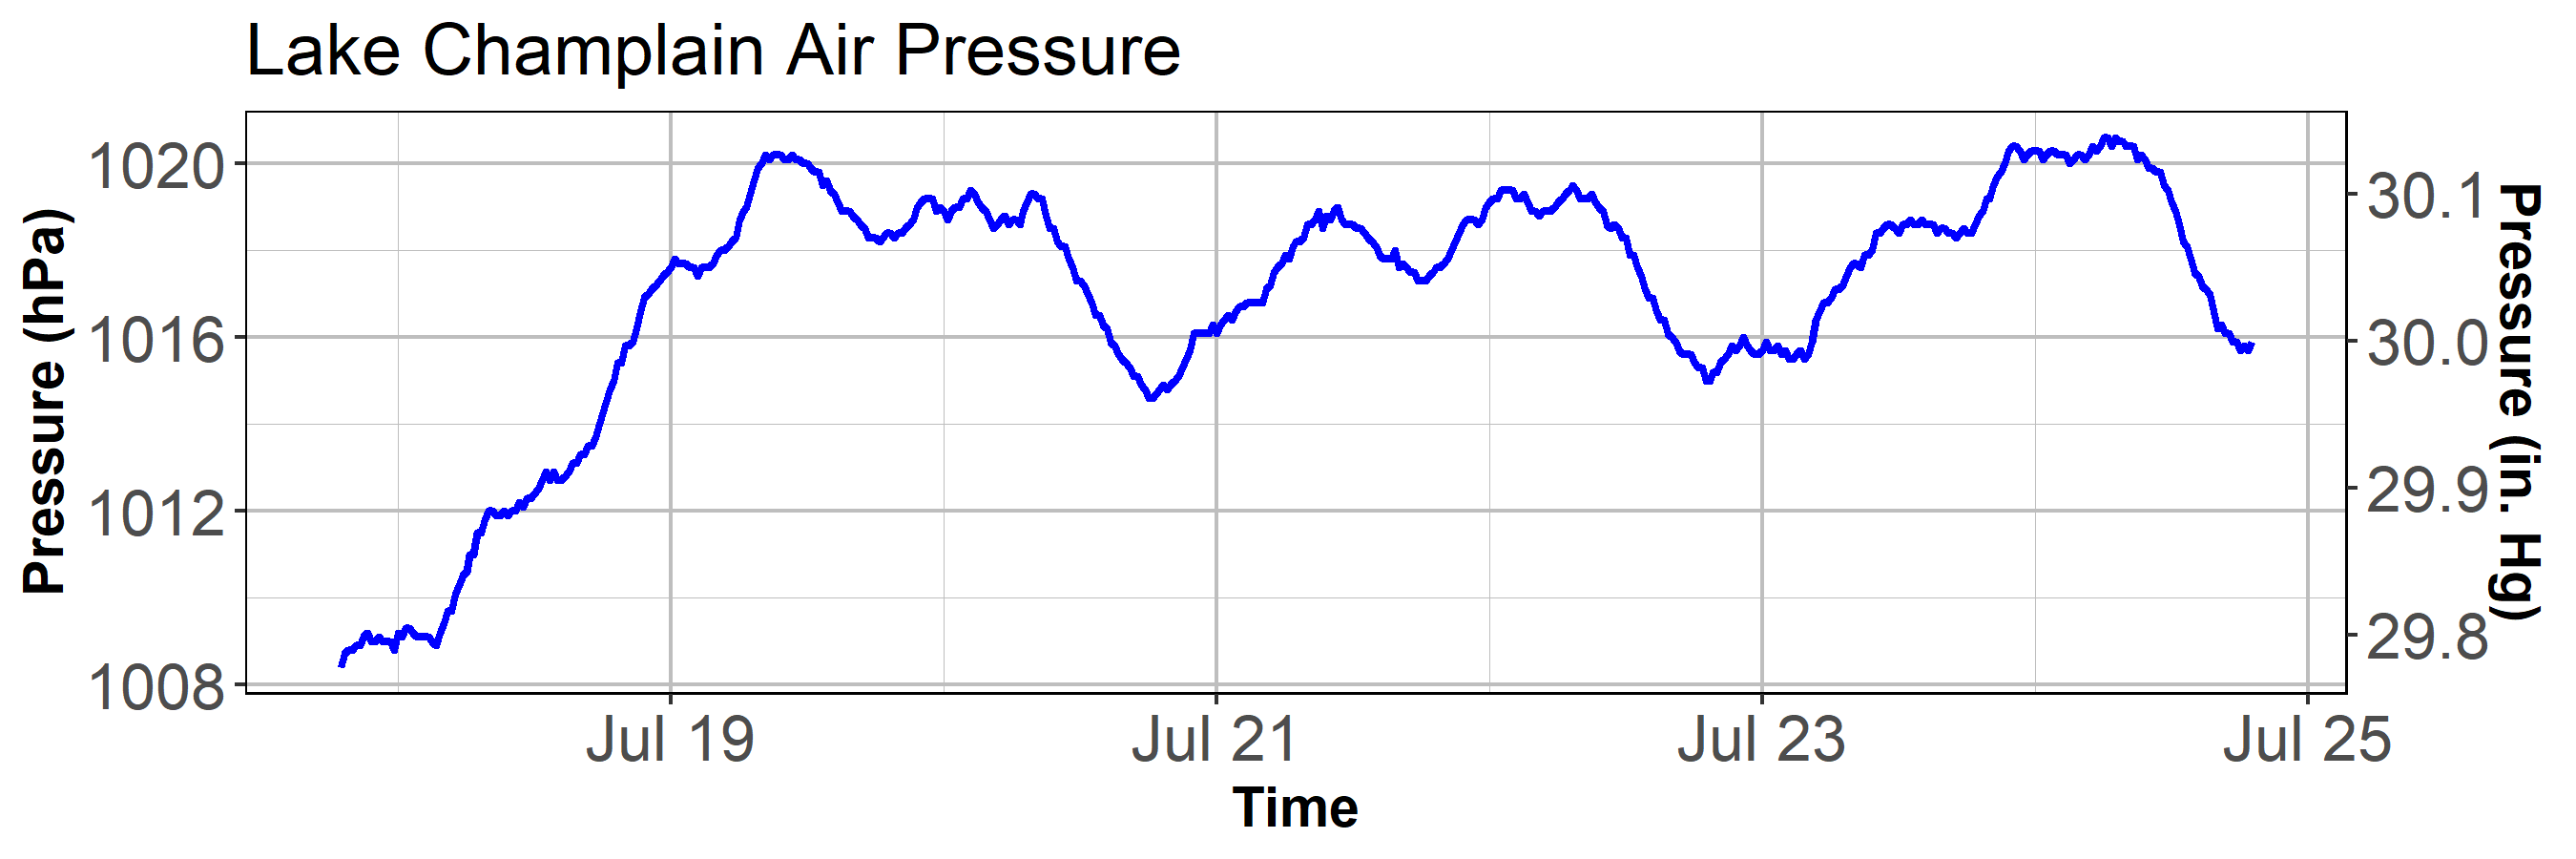 Lake Champlain Air Pressure
Pressure (hPa)
1020
1016
1012
1008
30.1
30.0
29.9
29.8
Pressure (in. Hg)
Jul 19 Jul 21 Jul 23 Jul 25
Time